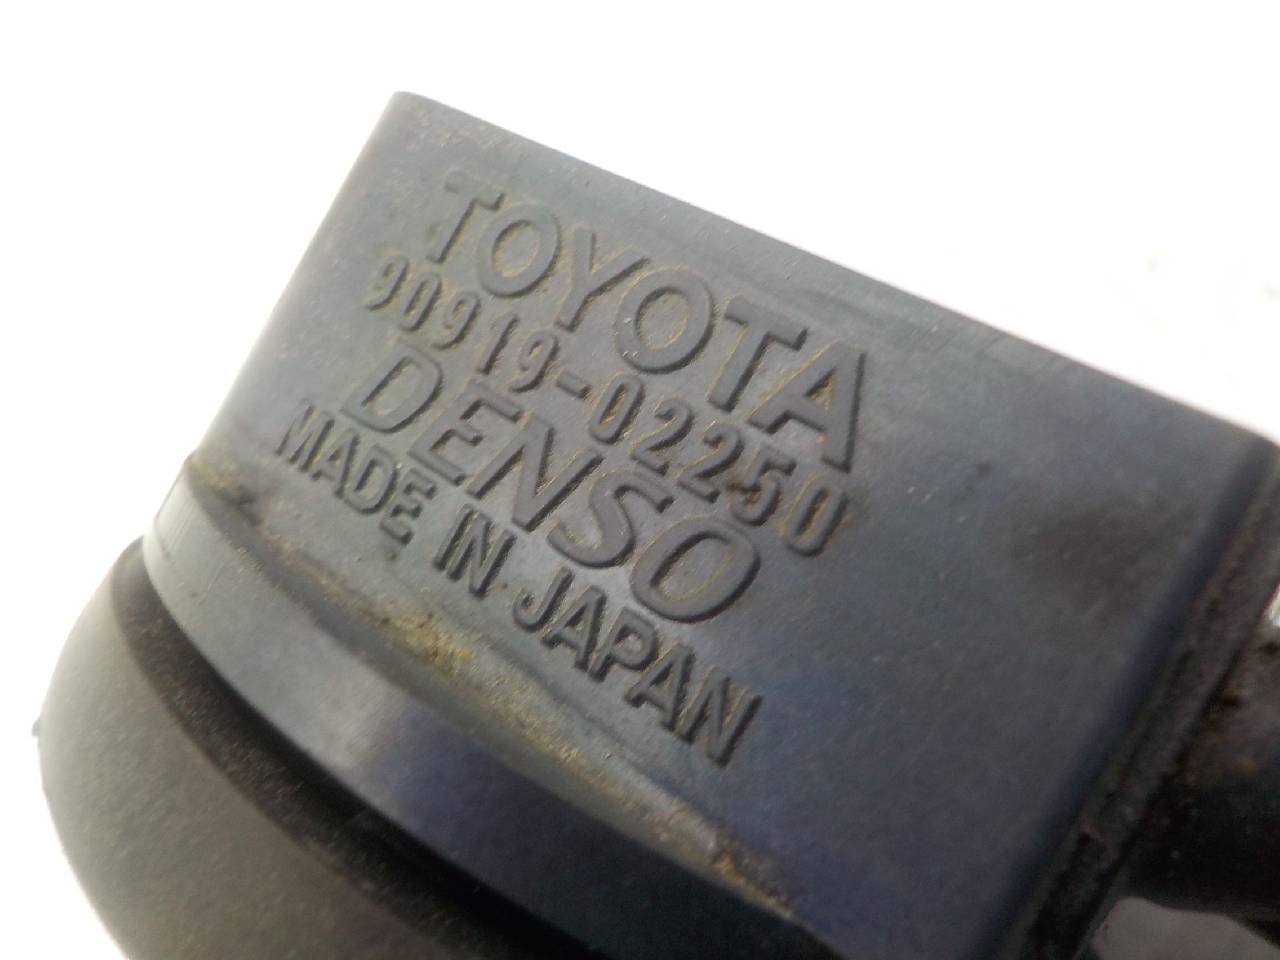 TOYOTA
90919-02250
DENSO
MADE IN JAPAN